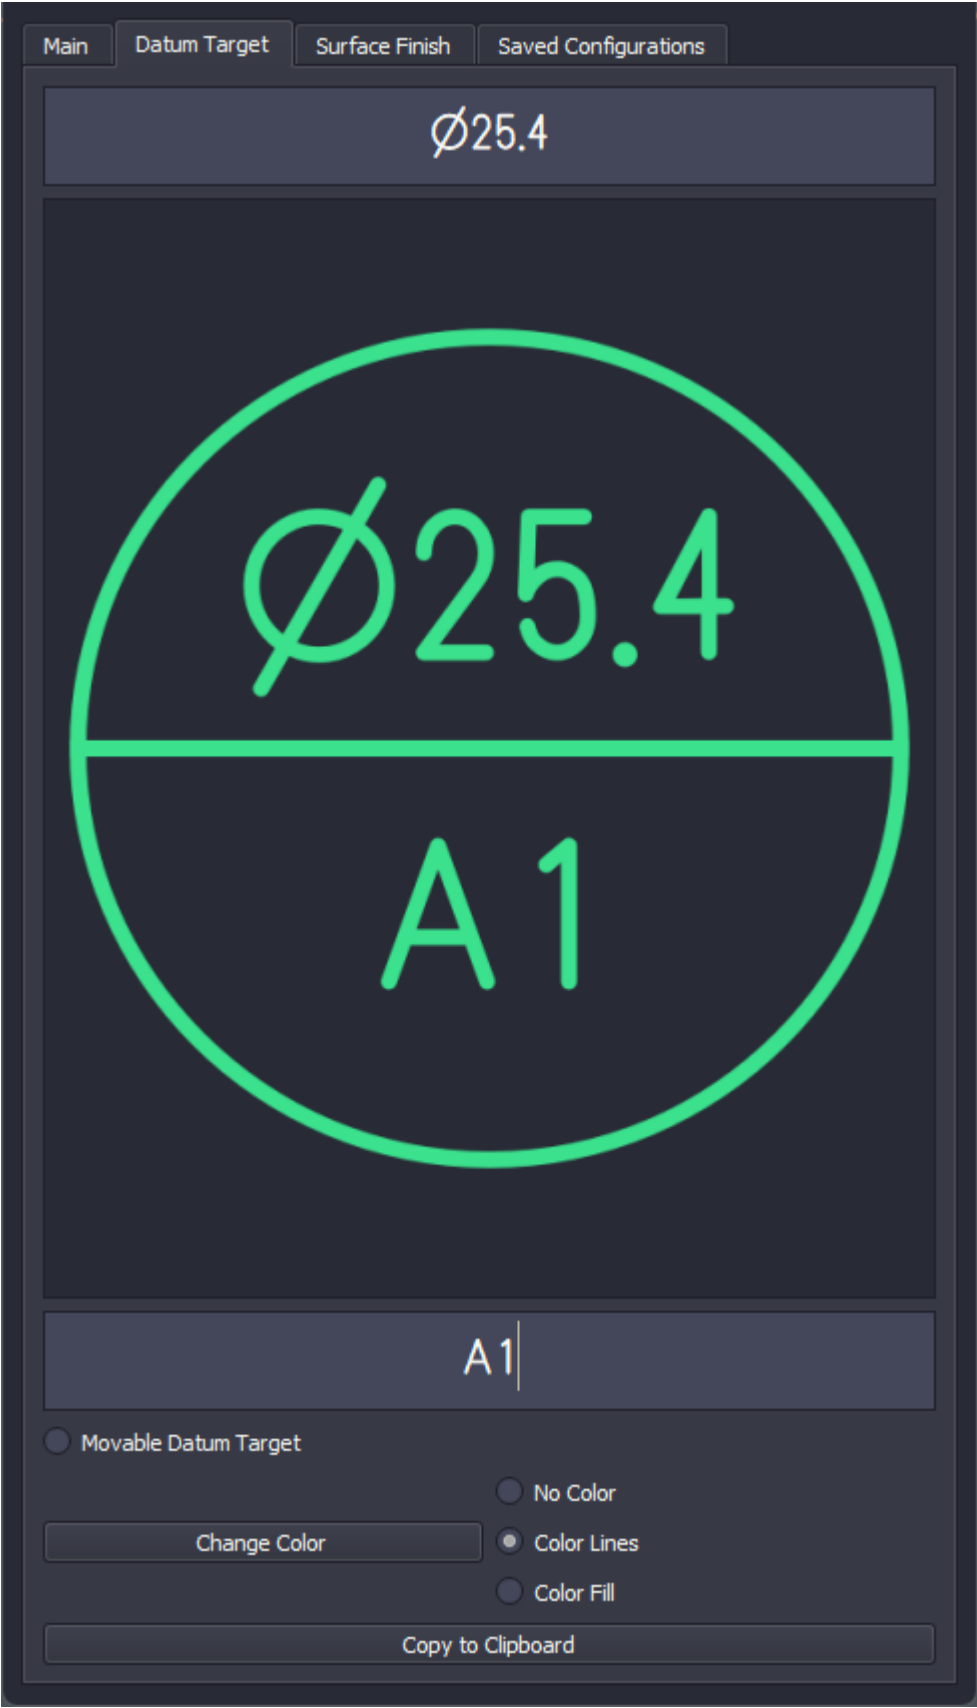 Main Datum Target Surface Finish Saved Configurations
Ø25.4
Ø25.4
A1
A1
Movable Datum Target
No Color
Change Color Color Lines
Color Fill
Copy to Clipboard